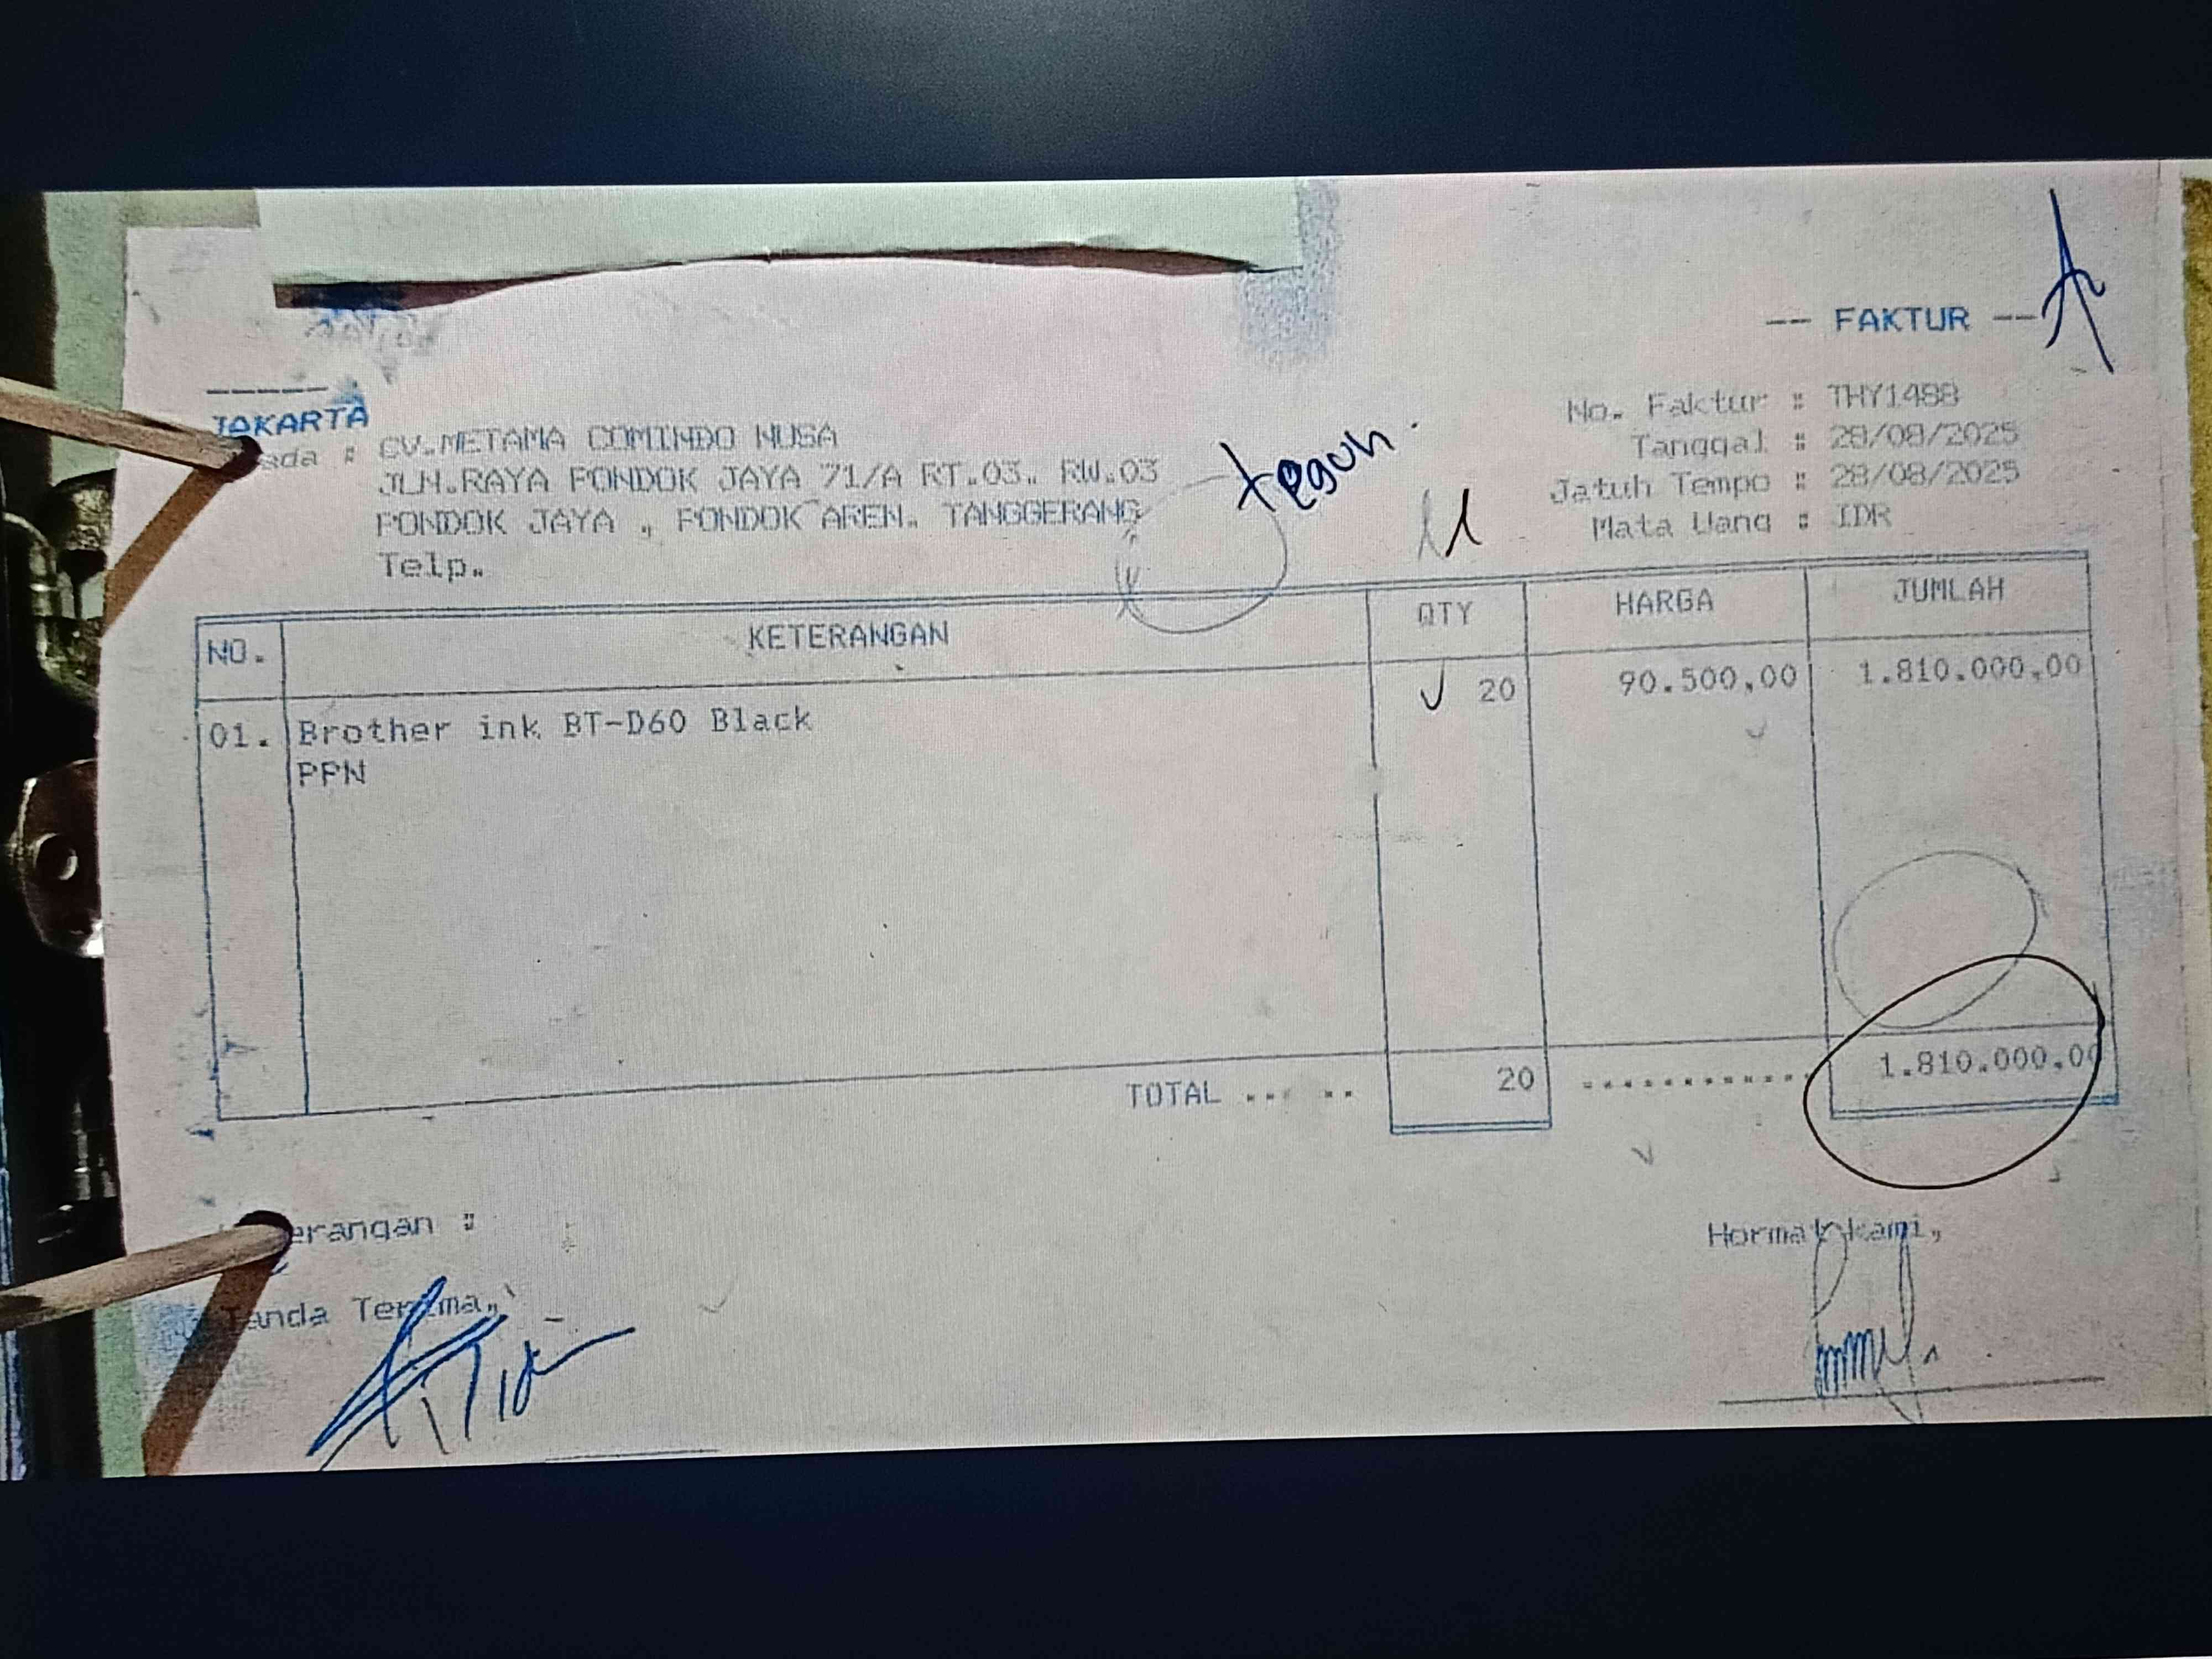 -- FAKTUR --
JAKARTA
No. Faktur : THY1488
Tanggal : 28/08/2025
Jatuh Tempo : 28/08/2025
Mata Uang : IDR
ada : CV.METAMA COMINDO NUSA
JLN.RAYA PONDOK JAYA 71/A RT.03. RW.03
PONDOK JAYA , PONDOK AREN. TANGGERANG
Telp.
teguh.
NO. KETERANGAN QTY HARGA JUMLAH
01. Brother ink BT-D60 Black 20 90.500,00 1.810.000,00
PPN
TOTAL ... .. 20 ............ 1.810.000,00
erangan :
Tanda Terima,
Hormat kami,